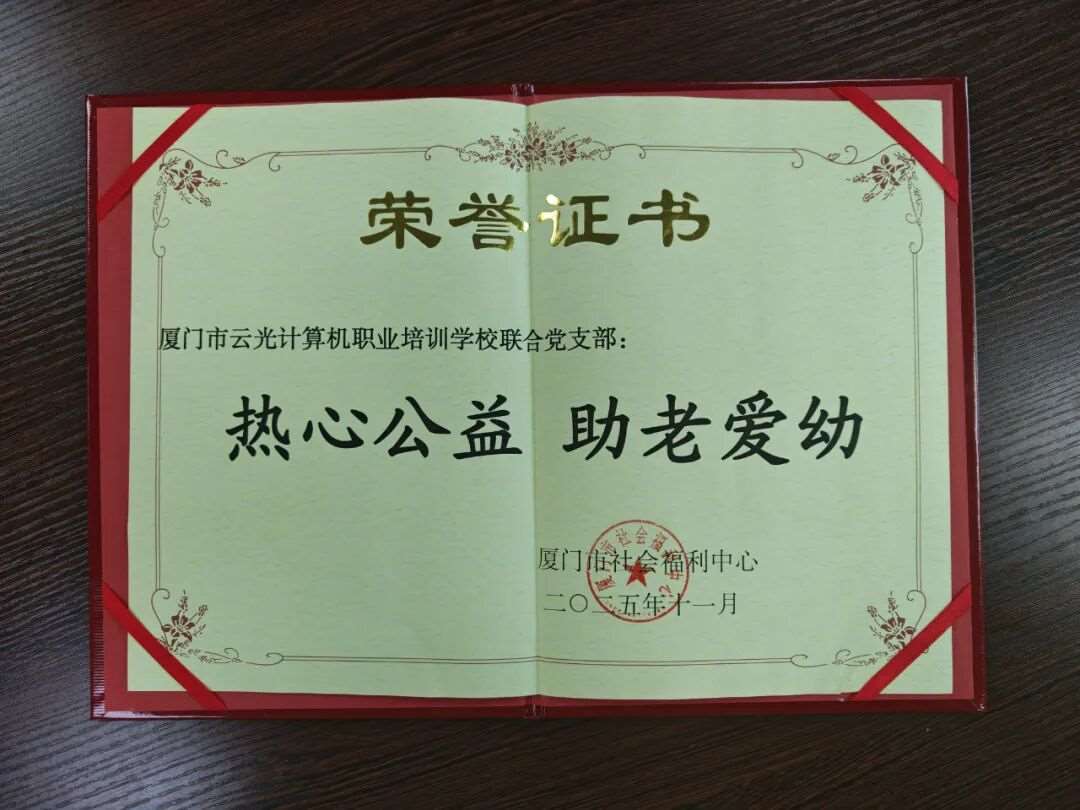 荣誉证书
厦门市云光计算机职业培训学校联合党支部：
热心公益 助老爱幼
厦门市社会福利中心
二〇二五年十一月